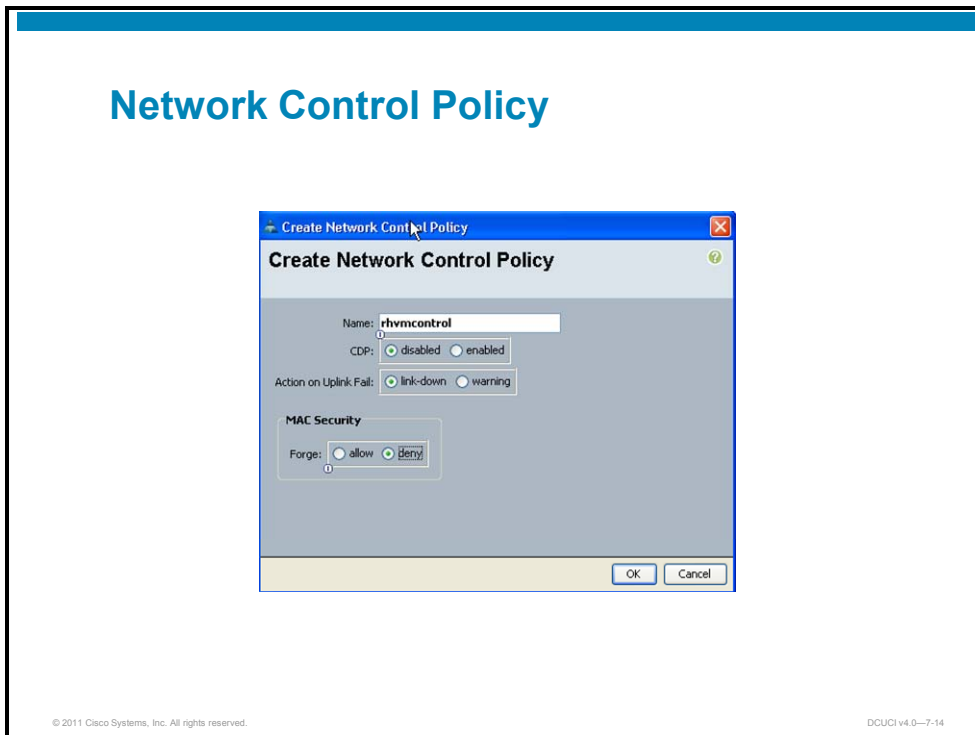 Network Control Policy
Create Network Control Policy
Create Network Control Policy
Name: rhvmcontrol
CDP: disabled enabled
Action on Uplink Fail: link-down warning
MAC Security
Forge: allow deny
OK Cancel
© 2011 Cisco Systems, Inc. All rights reserved. DCUCI v4.0—7-14